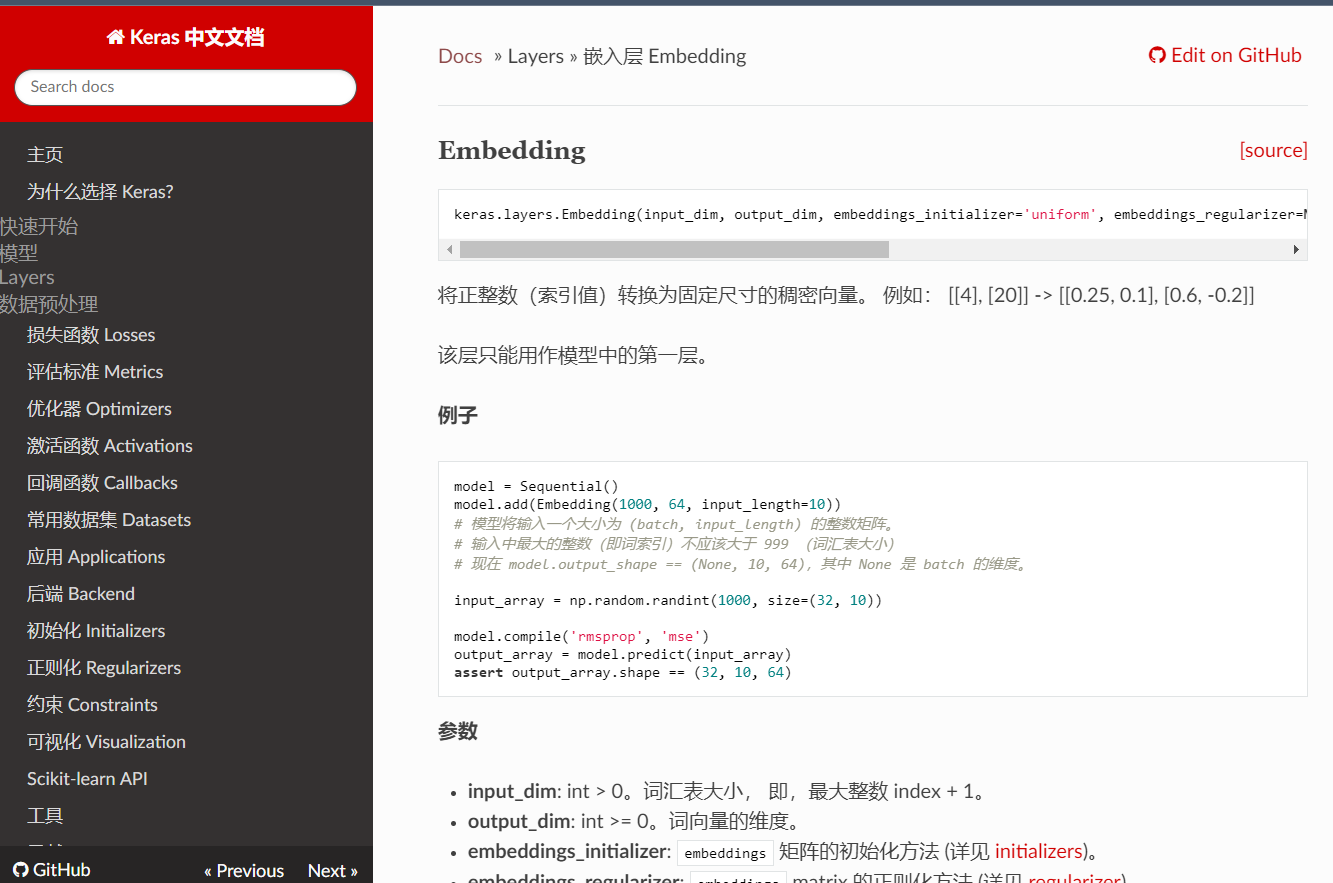 Keras 中文文档
Search docs
主页
为什么选择 Keras?
快速开始
模型
Layers
数据预处理
损失函数 Losses
评估标准 Metrics
优化器 Optimizers
激活函数 Activations
回调函数 Callbacks
常用数据集 Datasets
应用 Applications
后端 Backend
初始化 Initializers
正则化 Regularizers
约束 Constraints
可视化 Visualization
Scikit-learn API
工具
GitHub « Previous Next »
Docs » Layers » 嵌入层 Embedding Edit on GitHub
Embedding [source]
keras.layers.Embedding(input_dim, output_dim, embeddings_initializer='uniform', embeddings_regularizer=
将正整数（索引值）转换为固定尺寸的稠密向量。 例如： [[4], [20]] -> [[0.25, 0.1], [0.6, -0.2]]
该层只能用作模型中的第一层。
例子
model = Sequential()
model.add(Embedding(1000, 64, input_length=10))
# 模型将输入一个大小为 (batch, input_length) 的整数矩阵。
# 输入中最大的整数（即词索引）不应该大于 999 （词汇表大小）
# 现在 model.output_shape == (None, 10, 64)，其中 None 是 batch 的维度。
input_array = np.random.randint(1000, size=(32, 10))
model.compile('rmsprop', 'mse')
output_array = model.predict(input_array)
assert output_array.shape == (32, 10, 64)
参数
• input_dim: int > 0。词汇表大小， 即，最大整数 index + 1。
• output_dim: int >= 0。词向量的维度。
• embeddings_initializer: embeddings 矩阵的初始化方法 (详见 initializers)。
• embeddings_regularizer: embeddings matrix 的正则化方法 (详见 regularizer)